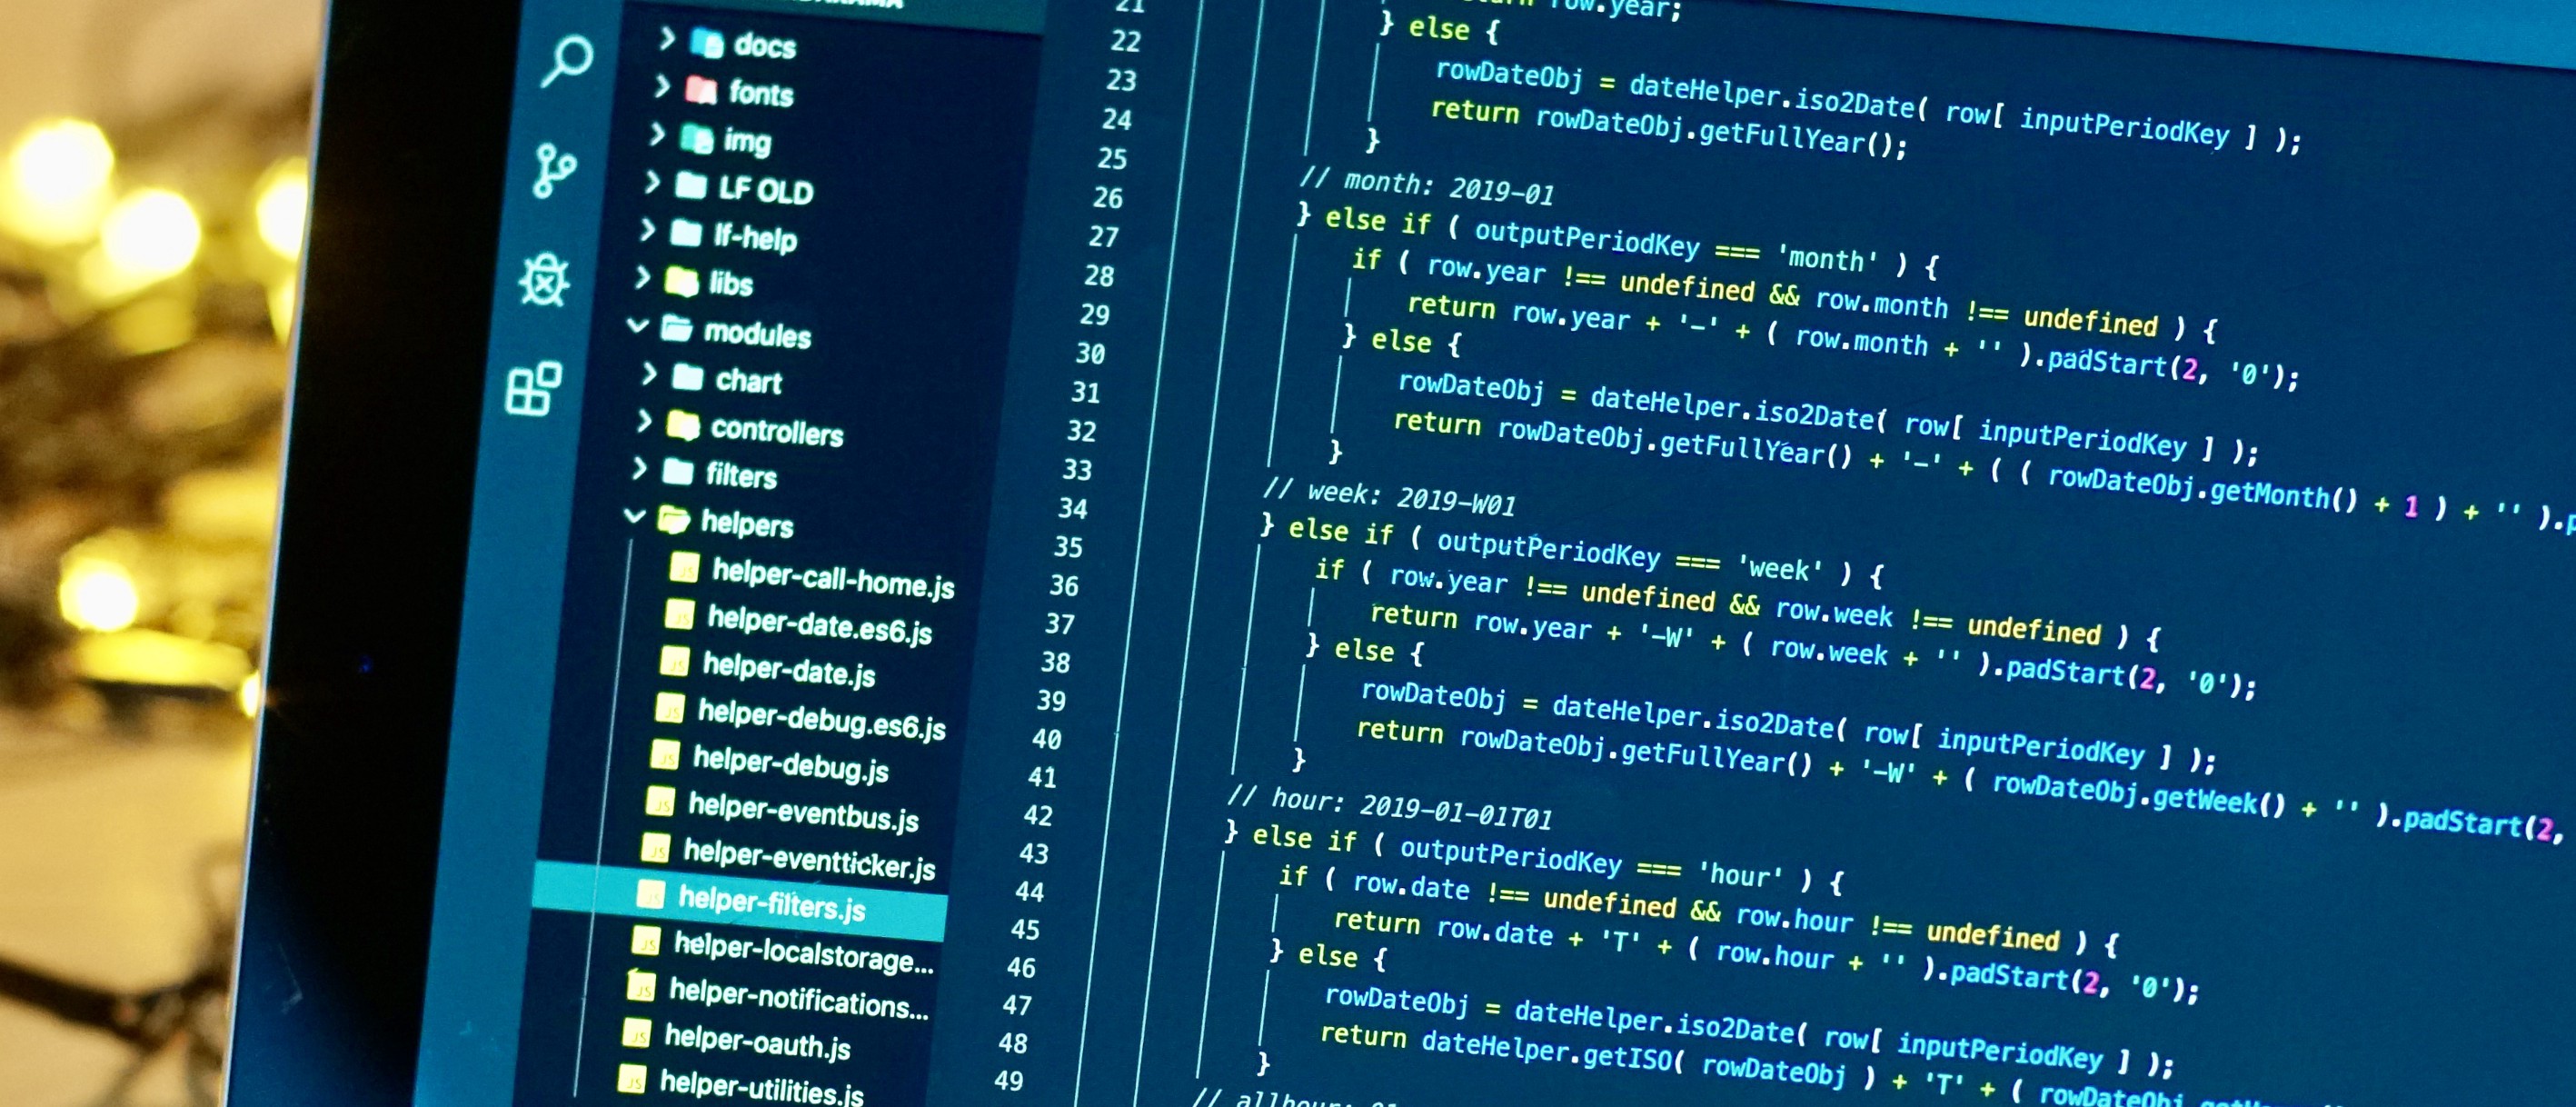 docs
fonts
img
LF OLD
lf-help
libs
modules
chart
controllers
filters
helpers
helper-call-home.js
helper-date.es6.js
helper-date.js
helper-debug.es6.js
helper-debug.js
helper-eventbus.js
helper-eventticker.js
helper-filters.js
helper-localstorage...
helper-notifications...
helper-oauth.js
helper-utilities.js
21 row.year;
22 } else {
23 rowDateObj = dateHelper.iso2Date( row[ inputPeriodKey ] );
24 return rowDateObj.getFullYear();
25 }
26 // month: 2019-01
27 } else if ( outputPeriodKey === 'month' ) {
28 if ( row.year !== undefined && row.month !== undefined ) {
29 return row.year + '-' + ( row.month + '' ).padStart(2, '0');
30 } else {
31 rowDateObj = dateHelper.iso2Date( row[ inputPeriodKey ] );
32 return rowDateObj.getFullYear() + '-' + ( ( rowDateObj.getMonth() + 1 ) + '' ).p
33 }
34 // week: 2019-W01
35 } else if ( outputPeriodKey === 'week' ) {
36 if ( row.year !== undefined && row.week !== undefined ) {
37 return row.year + '-W' + ( row.week + '' ).padStart(2, '0');
38 } else {
39 rowDateObj = dateHelper.iso2Date( row[ inputPeriodKey ] );
40 return rowDateObj.getFullYear() + '-W' + ( rowDateObj.getWeek() + '' ).padStart(2,
41 }
42 // hour: 2019-01-01T01
43 } else if ( outputPeriodKey === 'hour' ) {
44 if ( row.date !== undefined && row.hour !== undefined ) {
45 return row.date + 'T' + ( row.hour + '' ).padStart(2, '0');
46 } else {
47 rowDateObj = dateHelper.iso2Date( row[ inputPeriodKey ] );
48 return dateHelper.getISO( rowDateObj ) + 'T' + ( rowDateObj
49 }
// allhour: